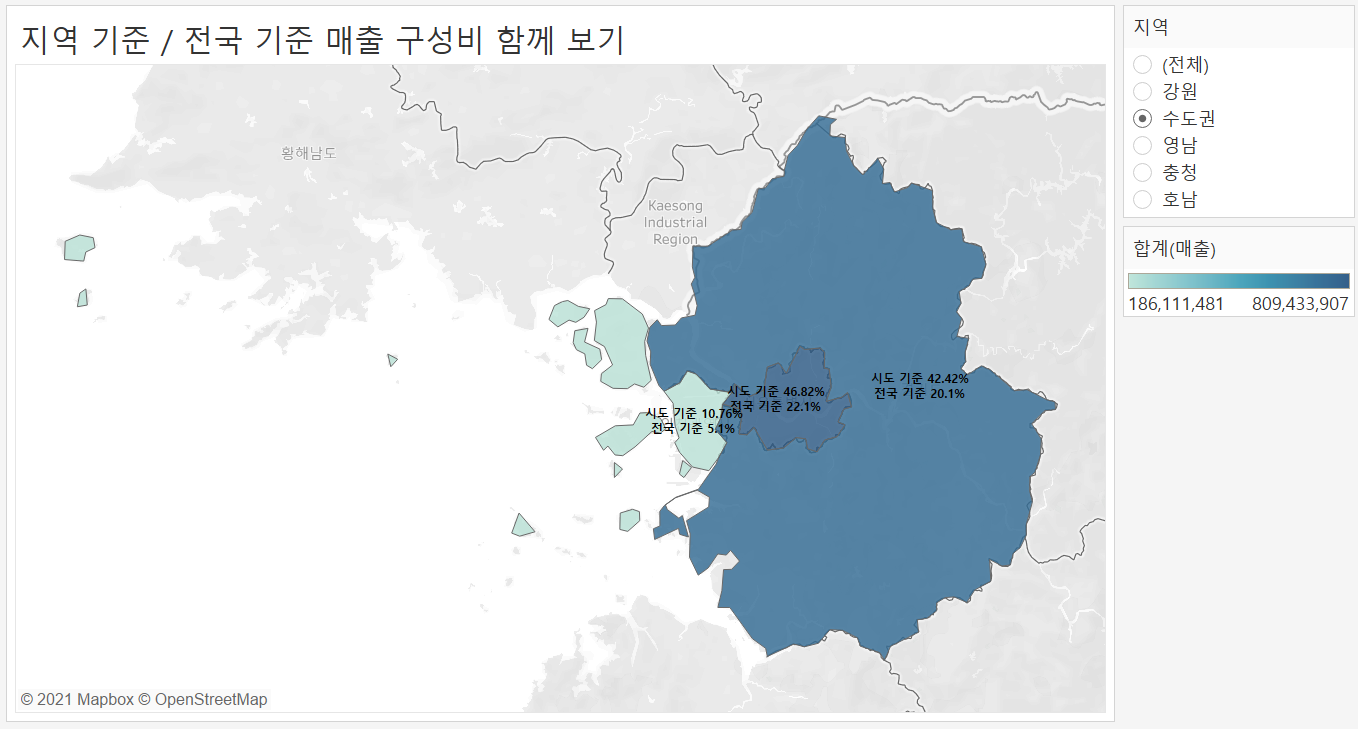 지역 기준 / 전국 기준 매출 구성비 함께 보기
황해남도
Kaesong
Industrial
Region
시도 기준 42.42%
전국 기준 20.1%
시도 기준 46.82%
전국 기준 22.1%
시도 기준 10.76%
전국 기준 5.1%
© 2021 Mapbox © OpenStreetMap
지역
(전체)
강원
수도권
영남
충청
호남
합계(매출)
186,111,481 809,433,907